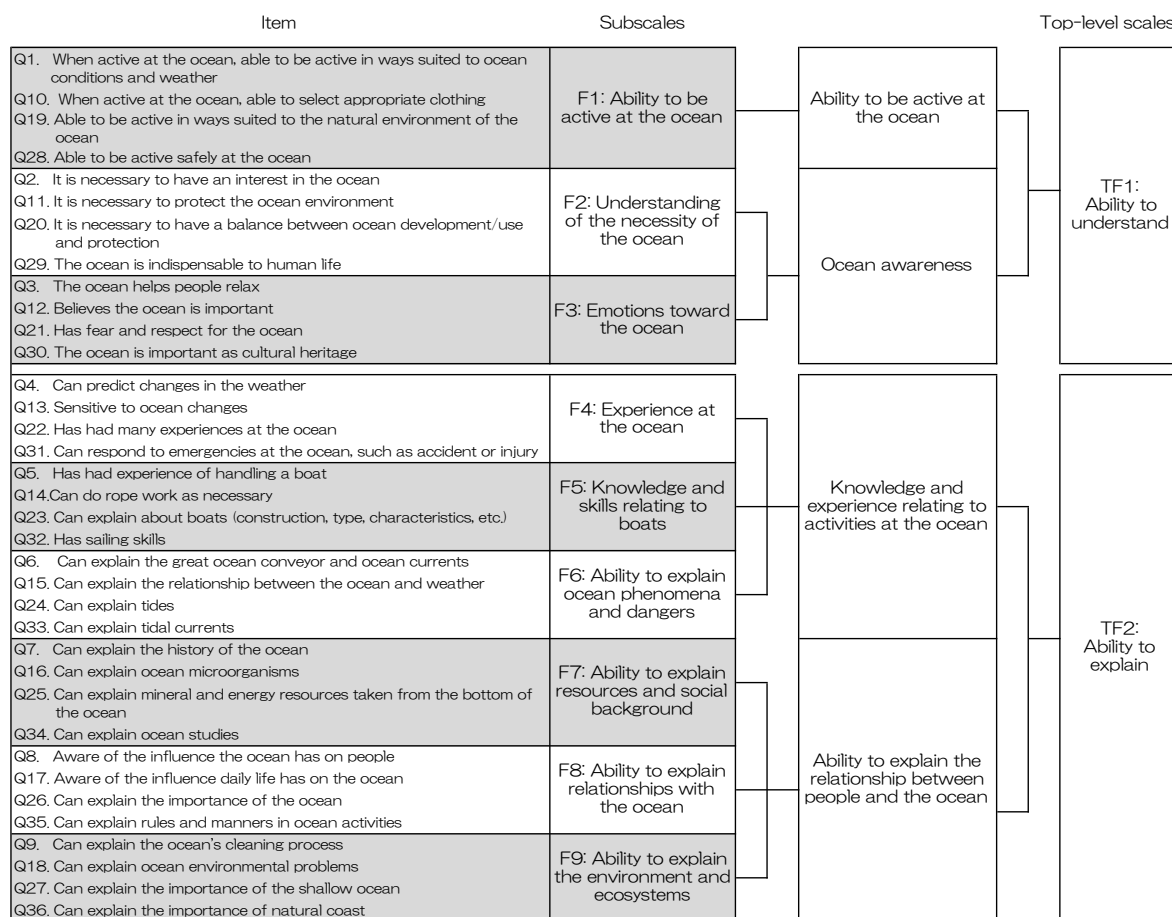 Item
Subscales
Top-level scales
Q1. When active at the ocean, able to be active in ways suited to ocean
conditions and weather
Q10. When active at the ocean, able to select appropriate clothing
Q19. Able to be active in ways suited to the natural environment of the
ocean
Q28. Able to be active safely at the ocean
F1: Ability to be
active at the ocean
Ability to be active at
the ocean
Q2. It is necessary to have an interest in the ocean
Q11. It is necessary to protect the ocean environment
Q20. It is necessary to have a balance between ocean development/use
and protection
Q29. The ocean is indispensable to human life
F2: Understanding
of the necessity of
the ocean
Q3. The ocean helps people relax
Q12. Believes the ocean is important
Q21. Has fear and respect for the ocean
Q30. The ocean is important as cultural heritage
F3: Emotions toward
the ocean
Ocean awareness
TF1:
Ability to
understand
Q4. Can predict changes in the weather
Q13. Sensitive to ocean changes
Q22. Has had many experiences at the ocean
Q31. Can respond to emergencies at the ocean, such as accident or injury
F4: Experience at
the ocean
Q5. Has had experience of handling a boat
Q14.Can do rope work as necessary
Q23. Can explain about boats (construction, type, characteristics, etc.)
Q32. Has sailing skills
F5: Knowledge and
skills relating to
boats
Q6. Can explain the great ocean conveyor and ocean currents
Q15. Can explain the relationship between the ocean and weather
Q24. Can explain tides
Q33. Can explain tidal currents
F6: Ability to explain
ocean phenomena
and dangers
Knowledge and
experience relating to
activities at the ocean
Q7. Can explain the history of the ocean
Q16. Can explain ocean microorganisms
Q25. Can explain mineral and energy resources taken from the bottom of
the ocean
Q34. Can explain ocean studies
F7: Ability to explain
resources and social
background
Q8. Aware of the influence the ocean has on people
Q17. Aware of the influence daily life has on the ocean
Q26. Can explain the importance of the ocean
Q35. Can explain rules and manners in ocean activities
F8: Ability to explain
relationships with
the ocean
Q9. Can explain the ocean's cleaning process
Q18. Can explain ocean environmental problems
Q27. Can explain the importance of the shallow ocean
Q36. Can explain the importance of natural coast
F9: Ability to explain
the environment and
ecosystems
Ability to explain the
relationship between
people and the ocean
TF2:
Ability to
explain